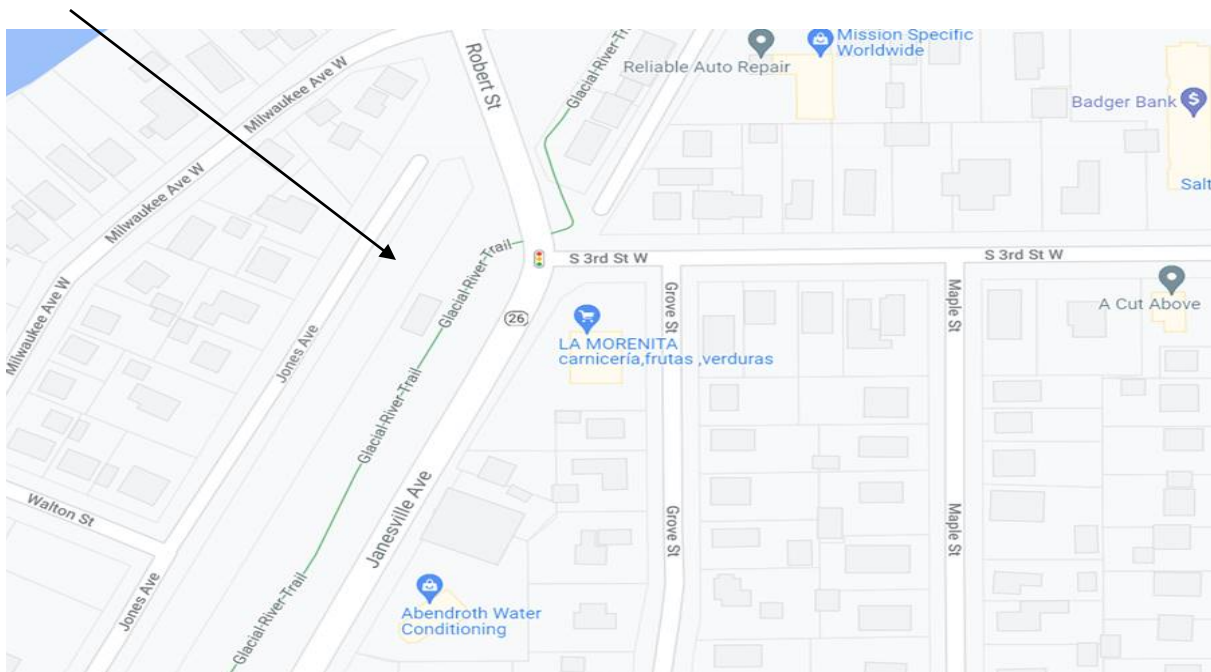 Mission Specific
Worldwide
Reliable Auto Repair
Glacial-River-Tr
Robert St
Milwaukee Ave W
Badger Bank
Salt
Milwaukee Ave W
Glacial-River-Trail
S 3rd St W
S 3rd St W
Milwaukee Ave W
Glacial-River-Trail
26
Grove St
Maple St
A Cut Above
LA MORENITA
carnicería,frutas ,verduras
Jones Ave
Glacial-River-Trail
Walton St
Janesville Ave
Grove St
Maple St
Jones Ave
Glacial-River-Trail
Abendroth Water
Conditioning